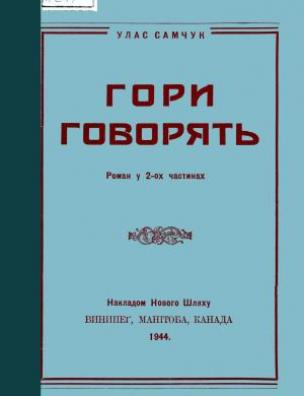 УЛАС САМЧУК
ГОРИ
ГОВОРЯТЬ
Роман у 2-ох частинах
Накладом Нового Шляху
ВИНИПЕҐ, МАНІТОБА, КАНАДА
1944.